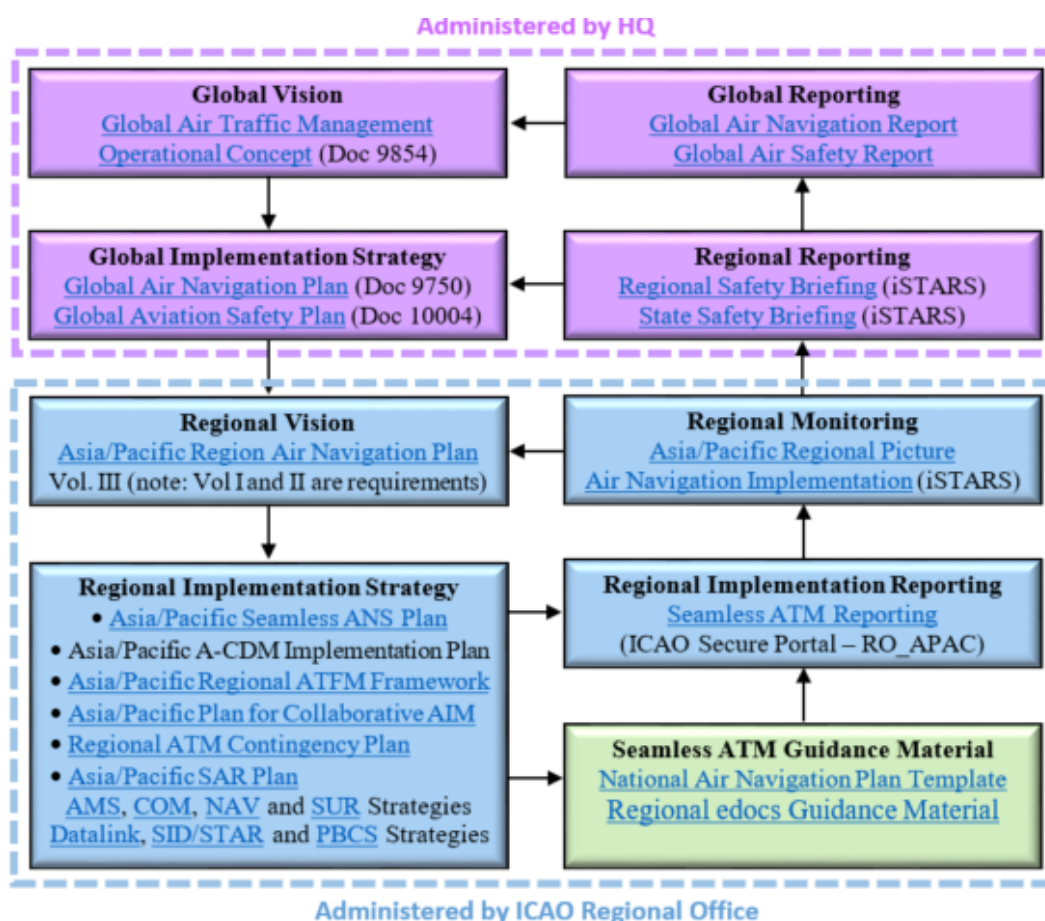 Administered by HQ
Global Vision
Global Air Traffic Management
Operational Concept (Doc 9854)
Global Reporting
Global Air Navigation Report
Global Air Safety Report
Global Implementation Strategy
Global Air Navigation Plan (Doc 9750)
Global Aviation Safety Plan (Doc 10004)
Regional Reporting
Regional Safety Briefing (iSTARS)
State Safety Briefing (iSTARS)
Regional Vision
Asia/Pacific Region Air Navigation Plan
Vol. III (note: Vol I and II are requirements)
Regional Monitoring
Asia/Pacific Regional Picture
Air Navigation Implementation (iSTARS)
Regional Implementation Strategy
• Asia/Pacific Seamless ANS Plan
• Asia/Pacific A-CDM Implementation Plan
• Asia/Pacific Regional ATFM Framework
• Asia/Pacific Plan for Collaborative AIM
• Regional ATM Contingency Plan
• Asia/Pacific SAR Plan
AMS, COM, NAV and SUR Strategies
Datalink, SID/STAR and PBCS Strategies
Regional Implementation Reporting
Seamless ATM Reporting
(ICAO Secure Portal – RO_APAC)
Seamless ATM Guidance Material
National Air Navigation Plan Template
Regional edocs Guidance Material
Administered by ICAO Regional Office